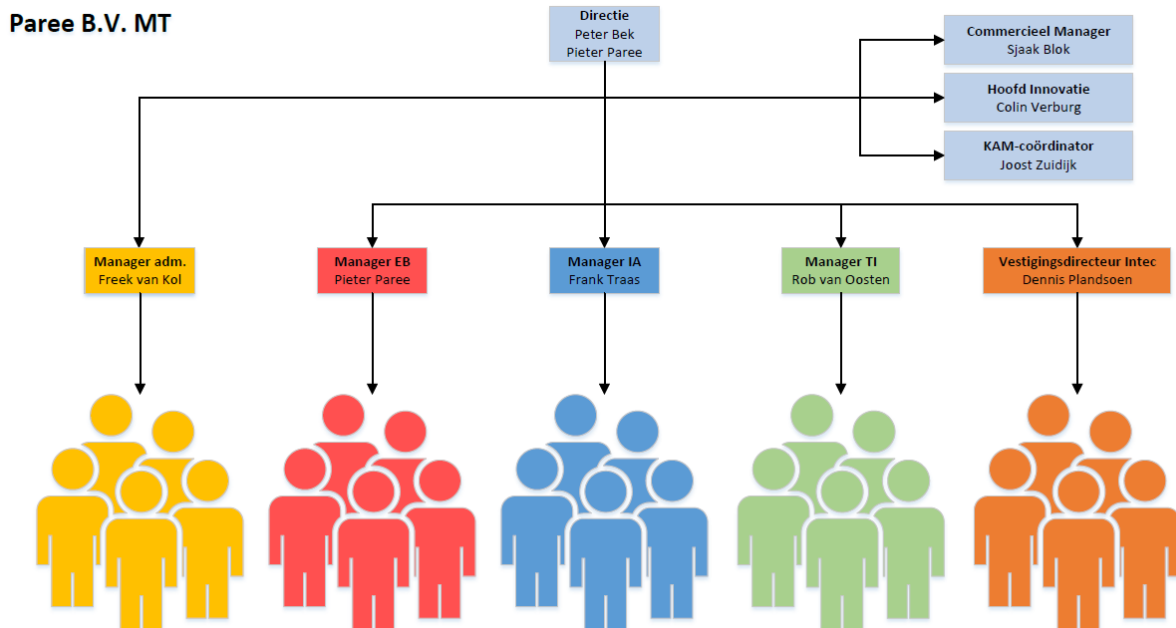 Paree B.V. MT
Directie
Peter Bek
Pieter Paree
Commercieel Manager
Sjaak Blok
Hoofd Innovatie
Colin Verburg
KAM-coördinator
Joost Zuidijk
Manager adm.
Freek van Kol
Manager EB
Pieter Paree
Manager IA
Frank Traas
Manager TI
Rob van Oosten
Vestigingsdirecteur Intec
Dennis Plandsoen